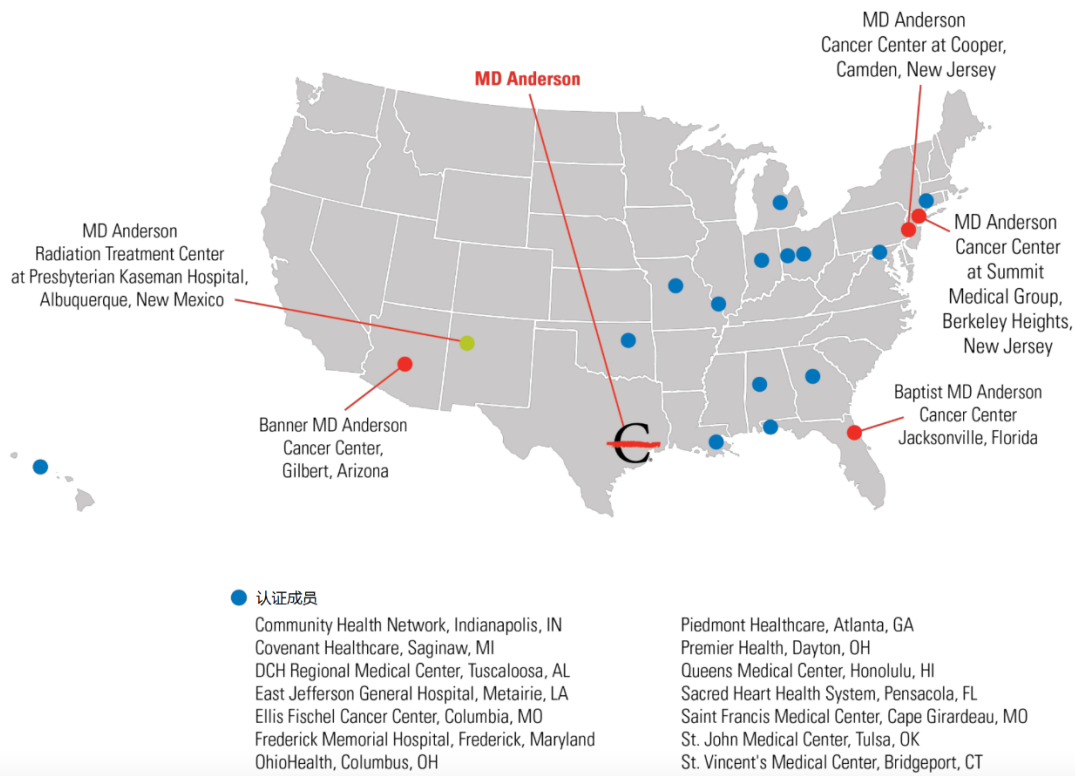 MD Anderson
Cancer Center at Cooper,
Camden, New Jersey
MD Anderson
MD Anderson
Radiation Treatment Center
at Presbyterian Kaseman Hospital,
Albuquerque, New Mexico
MD Anderson
Cancer Center
at Summit
Medical Group,
Berkeley Heights,
New Jersey
Banner MD Anderson
Cancer Center,
Gilbert, Arizona
Baptist MD Anderson
Cancer Center
Jacksonville, Florida
C
认证成员
Community Health Network, Indianapolis, IN
Covenant Healthcare, Saginaw, MI
DCH Regional Medical Center, Tuscaloosa, AL
East Jefferson General Hospital, Metairie, LA
Ellis Fischel Cancer Center, Columbia, MO
Frederick Memorial Hospital, Frederick, Maryland
OhioHealth, Columbus, OH
Piedmont Healthcare, Atlanta, GA
Premier Health, Dayton, OH
Queens Medical Center, Honolulu, HI
Sacred Heart Health System, Pensacola, FL
Saint Francis Medical Center, Cape Girardeau, MO
St. John Medical Center, Tulsa, OK
St. Vincent's Medical Center, Bridgeport, CT